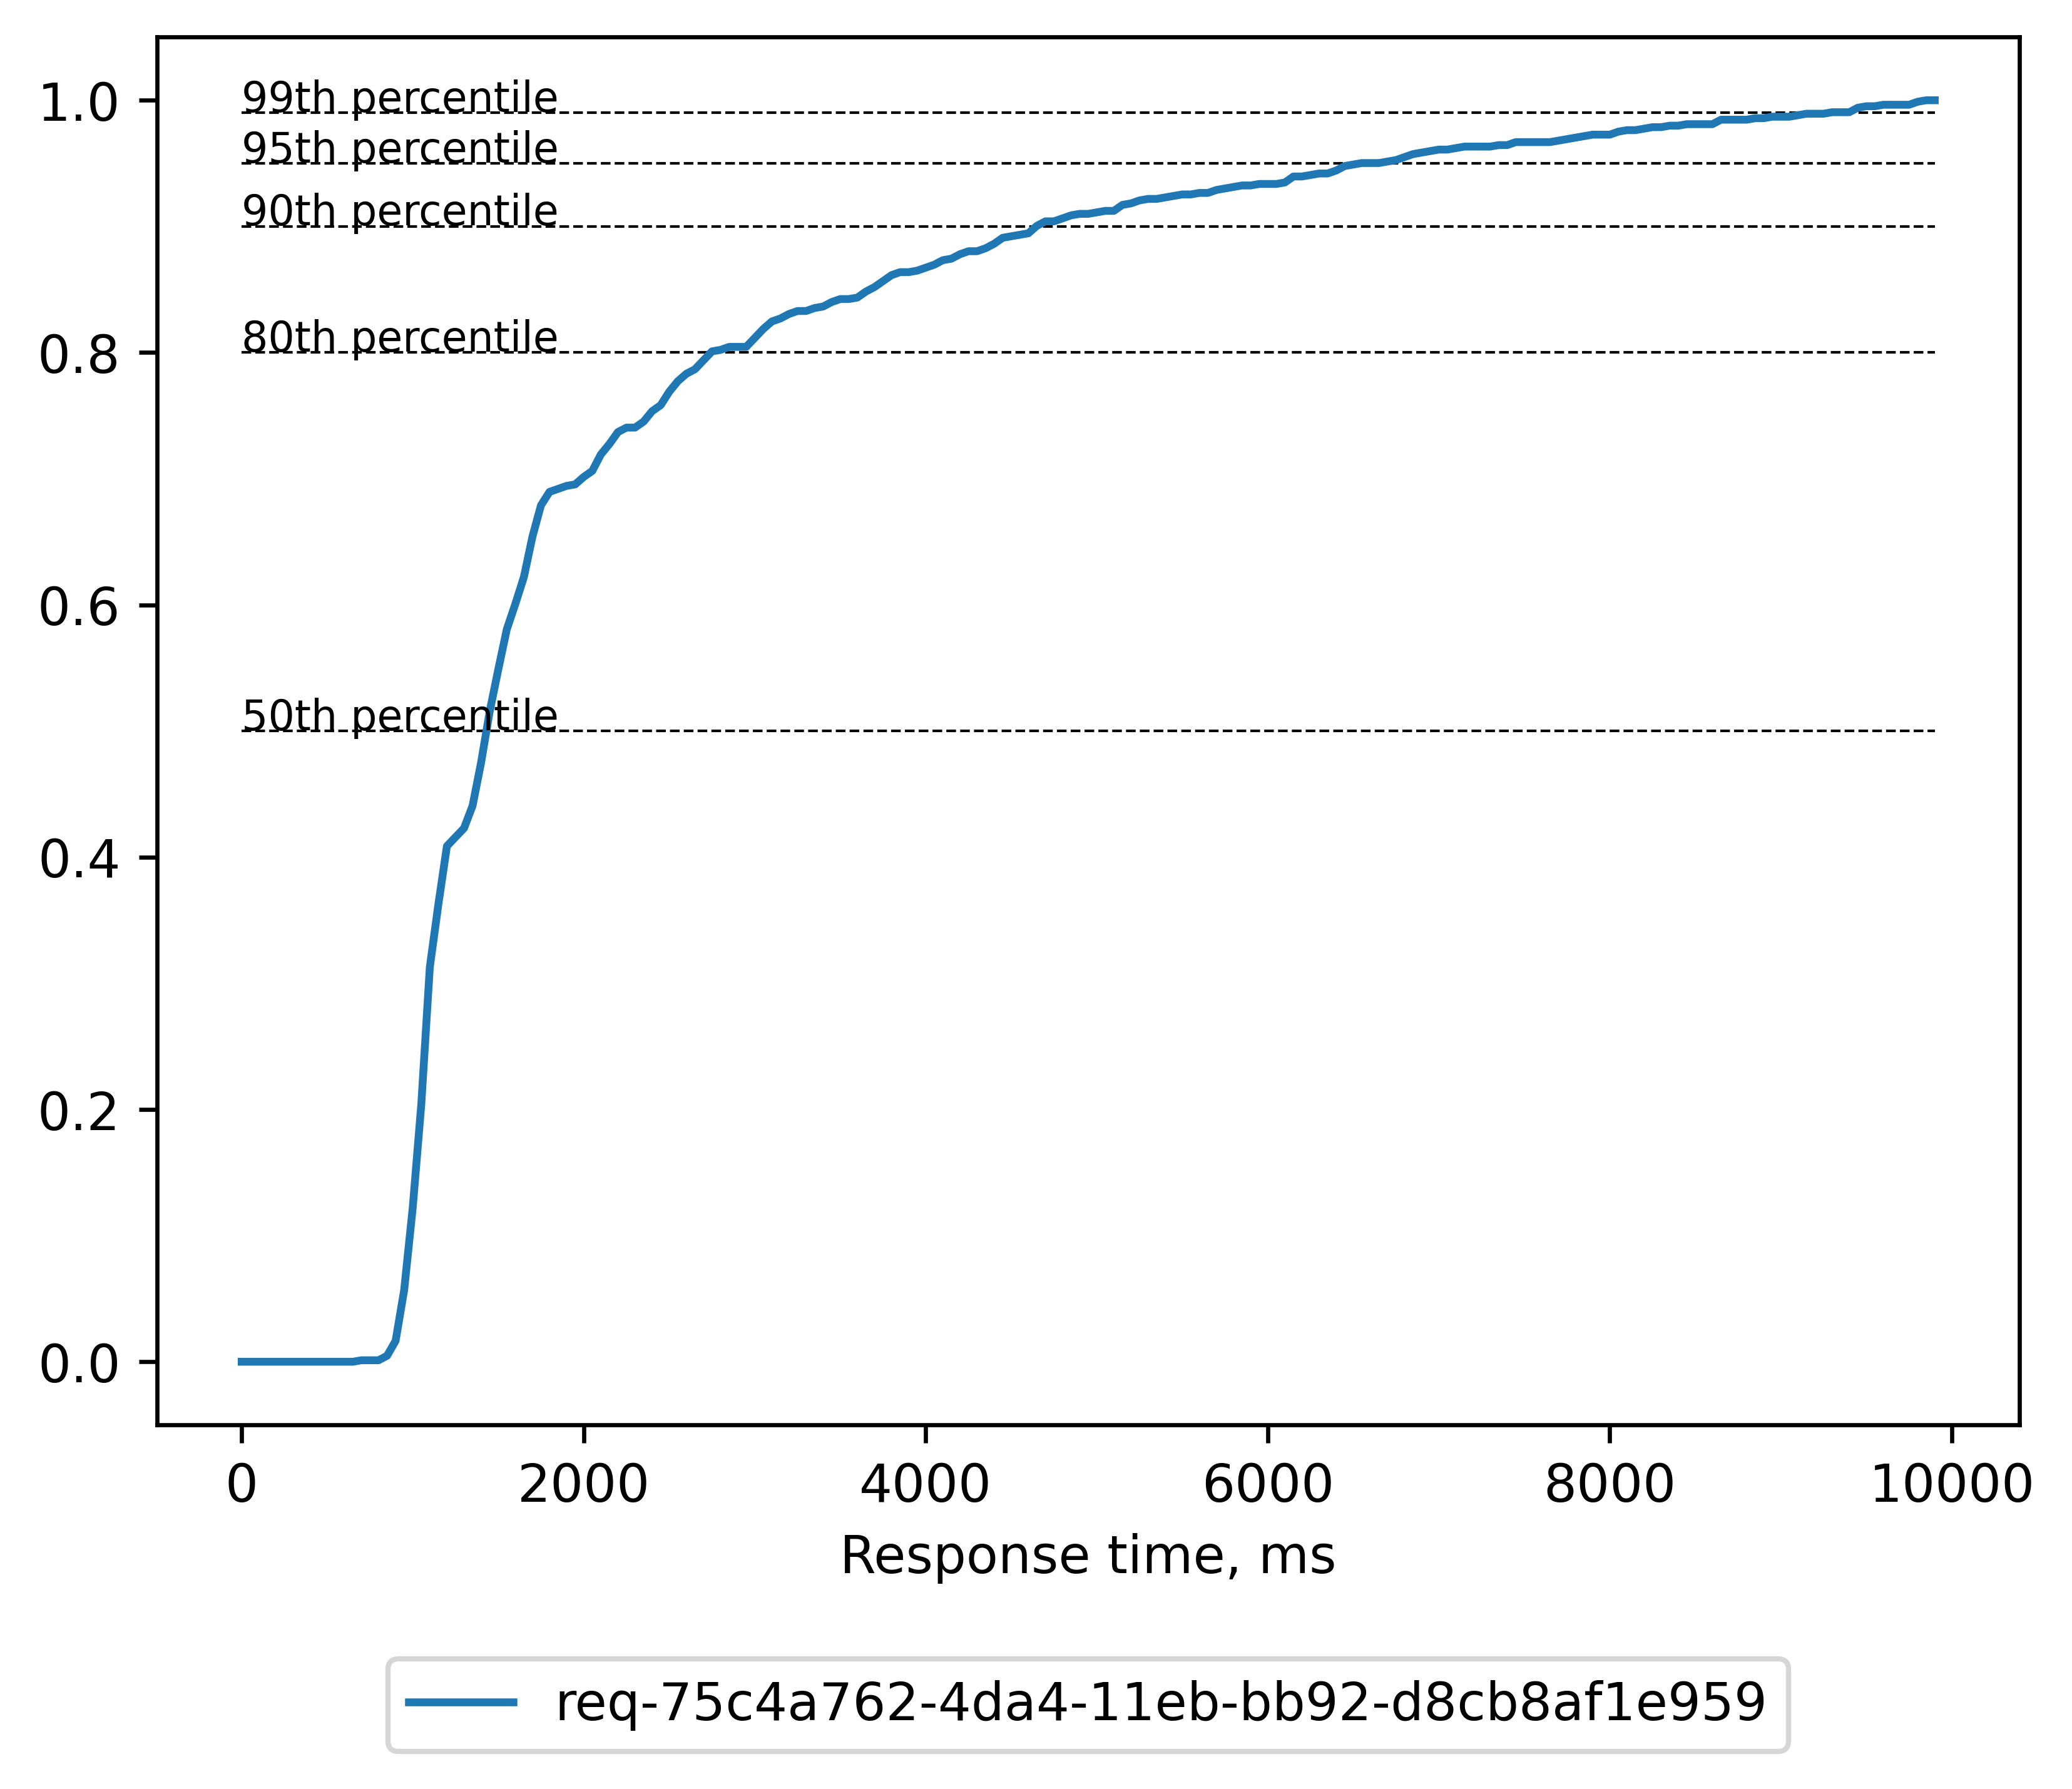 99th percentile
1.0
95th percentile
90th percentile
80th percentile
0.8
0.6
50th percentile
0.4
0.2
0.0
0 2000 4000 6000 8000 10000
Response time, ms
req-75c4a762-4da4-11eb-bb92-d8cb8af1e959